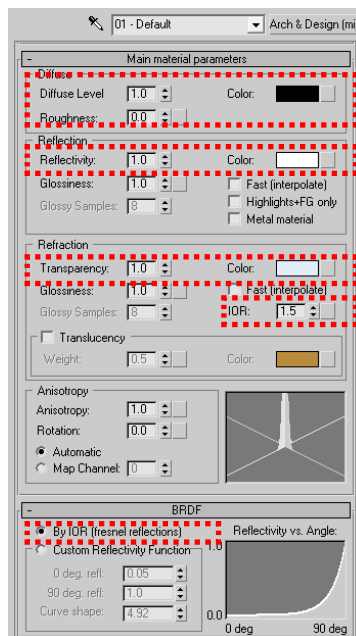 01 - Default Arch & Design (mi
- Main material parameters
Diffuse
Diffuse Level 1.0 Color:
Roughness: 0.0
Reflection
Reflectivity: 1.0 Color:
Glossiness: 1.0 Fast (interpolate)
Glossy Samples: 8 Highlights+FG only
Metal material
Refraction
Transparency: 1.0 Color:
Glossiness: 1.0 Fast (interpolate)
Glossy Samples: 8 IOR: 1.5
Translucency
Weight: 0.5 Color:
Anisotropy
Anisotropy: 1.0
Rotation: 0.0
Automatic
Map Channel: 0
- BRDF
By IOR (fresnel reflections) Reflectivity vs. Angle:
Custom Reflectivity Function 1.0
0 deg. refl: 0.05
90 deg. refl: 1.0
Curve shape: 4.92 0.0
0 deg 90 deg